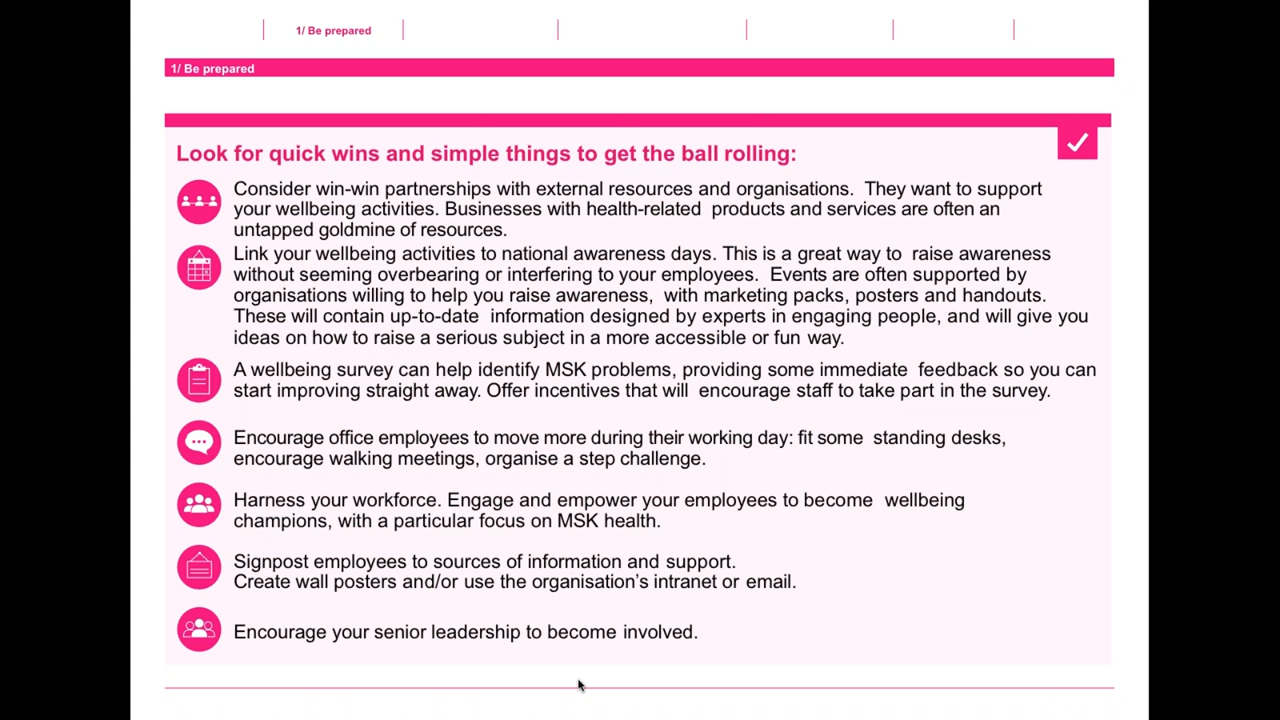 1/ Be prepared
1/ Be prepared
Look for quick wins and simple things to get the ball rolling:
Consider win-win partnerships with external resources and organisations.  They want to support
your wellbeing activities. Businesses with health-related  products and services are often an
untapped goldmine of resources.
Link your wellbeing activities to national awareness days. This is a great way to  raise awareness
without seeming overbearing or interfering to your employees.  Events are often supported by
organisations willing to help you raise awareness,  with marketing packs, posters and handouts.
These will contain up-to-date  information designed by experts in engaging people, and will give you
ideas on how to raise a serious subject in a more accessible or fun way.
A wellbeing survey can help identify MSK problems, providing some immediate  feedback so you can
start improving straight away. Offer incentives that will  encourage staff to take part in the survey.
Encourage office employees to move more during their working day: fit some  standing desks,
encourage walking meetings, organise a step challenge.
Harness your workforce. Engage and empower your employees to become  wellbeing
champions, with a particular focus on MSK health.
Signpost employees to sources of information and support.
Create wall posters and/or use the organisation’s intranet or email.
Encourage your senior leadership to become involved.